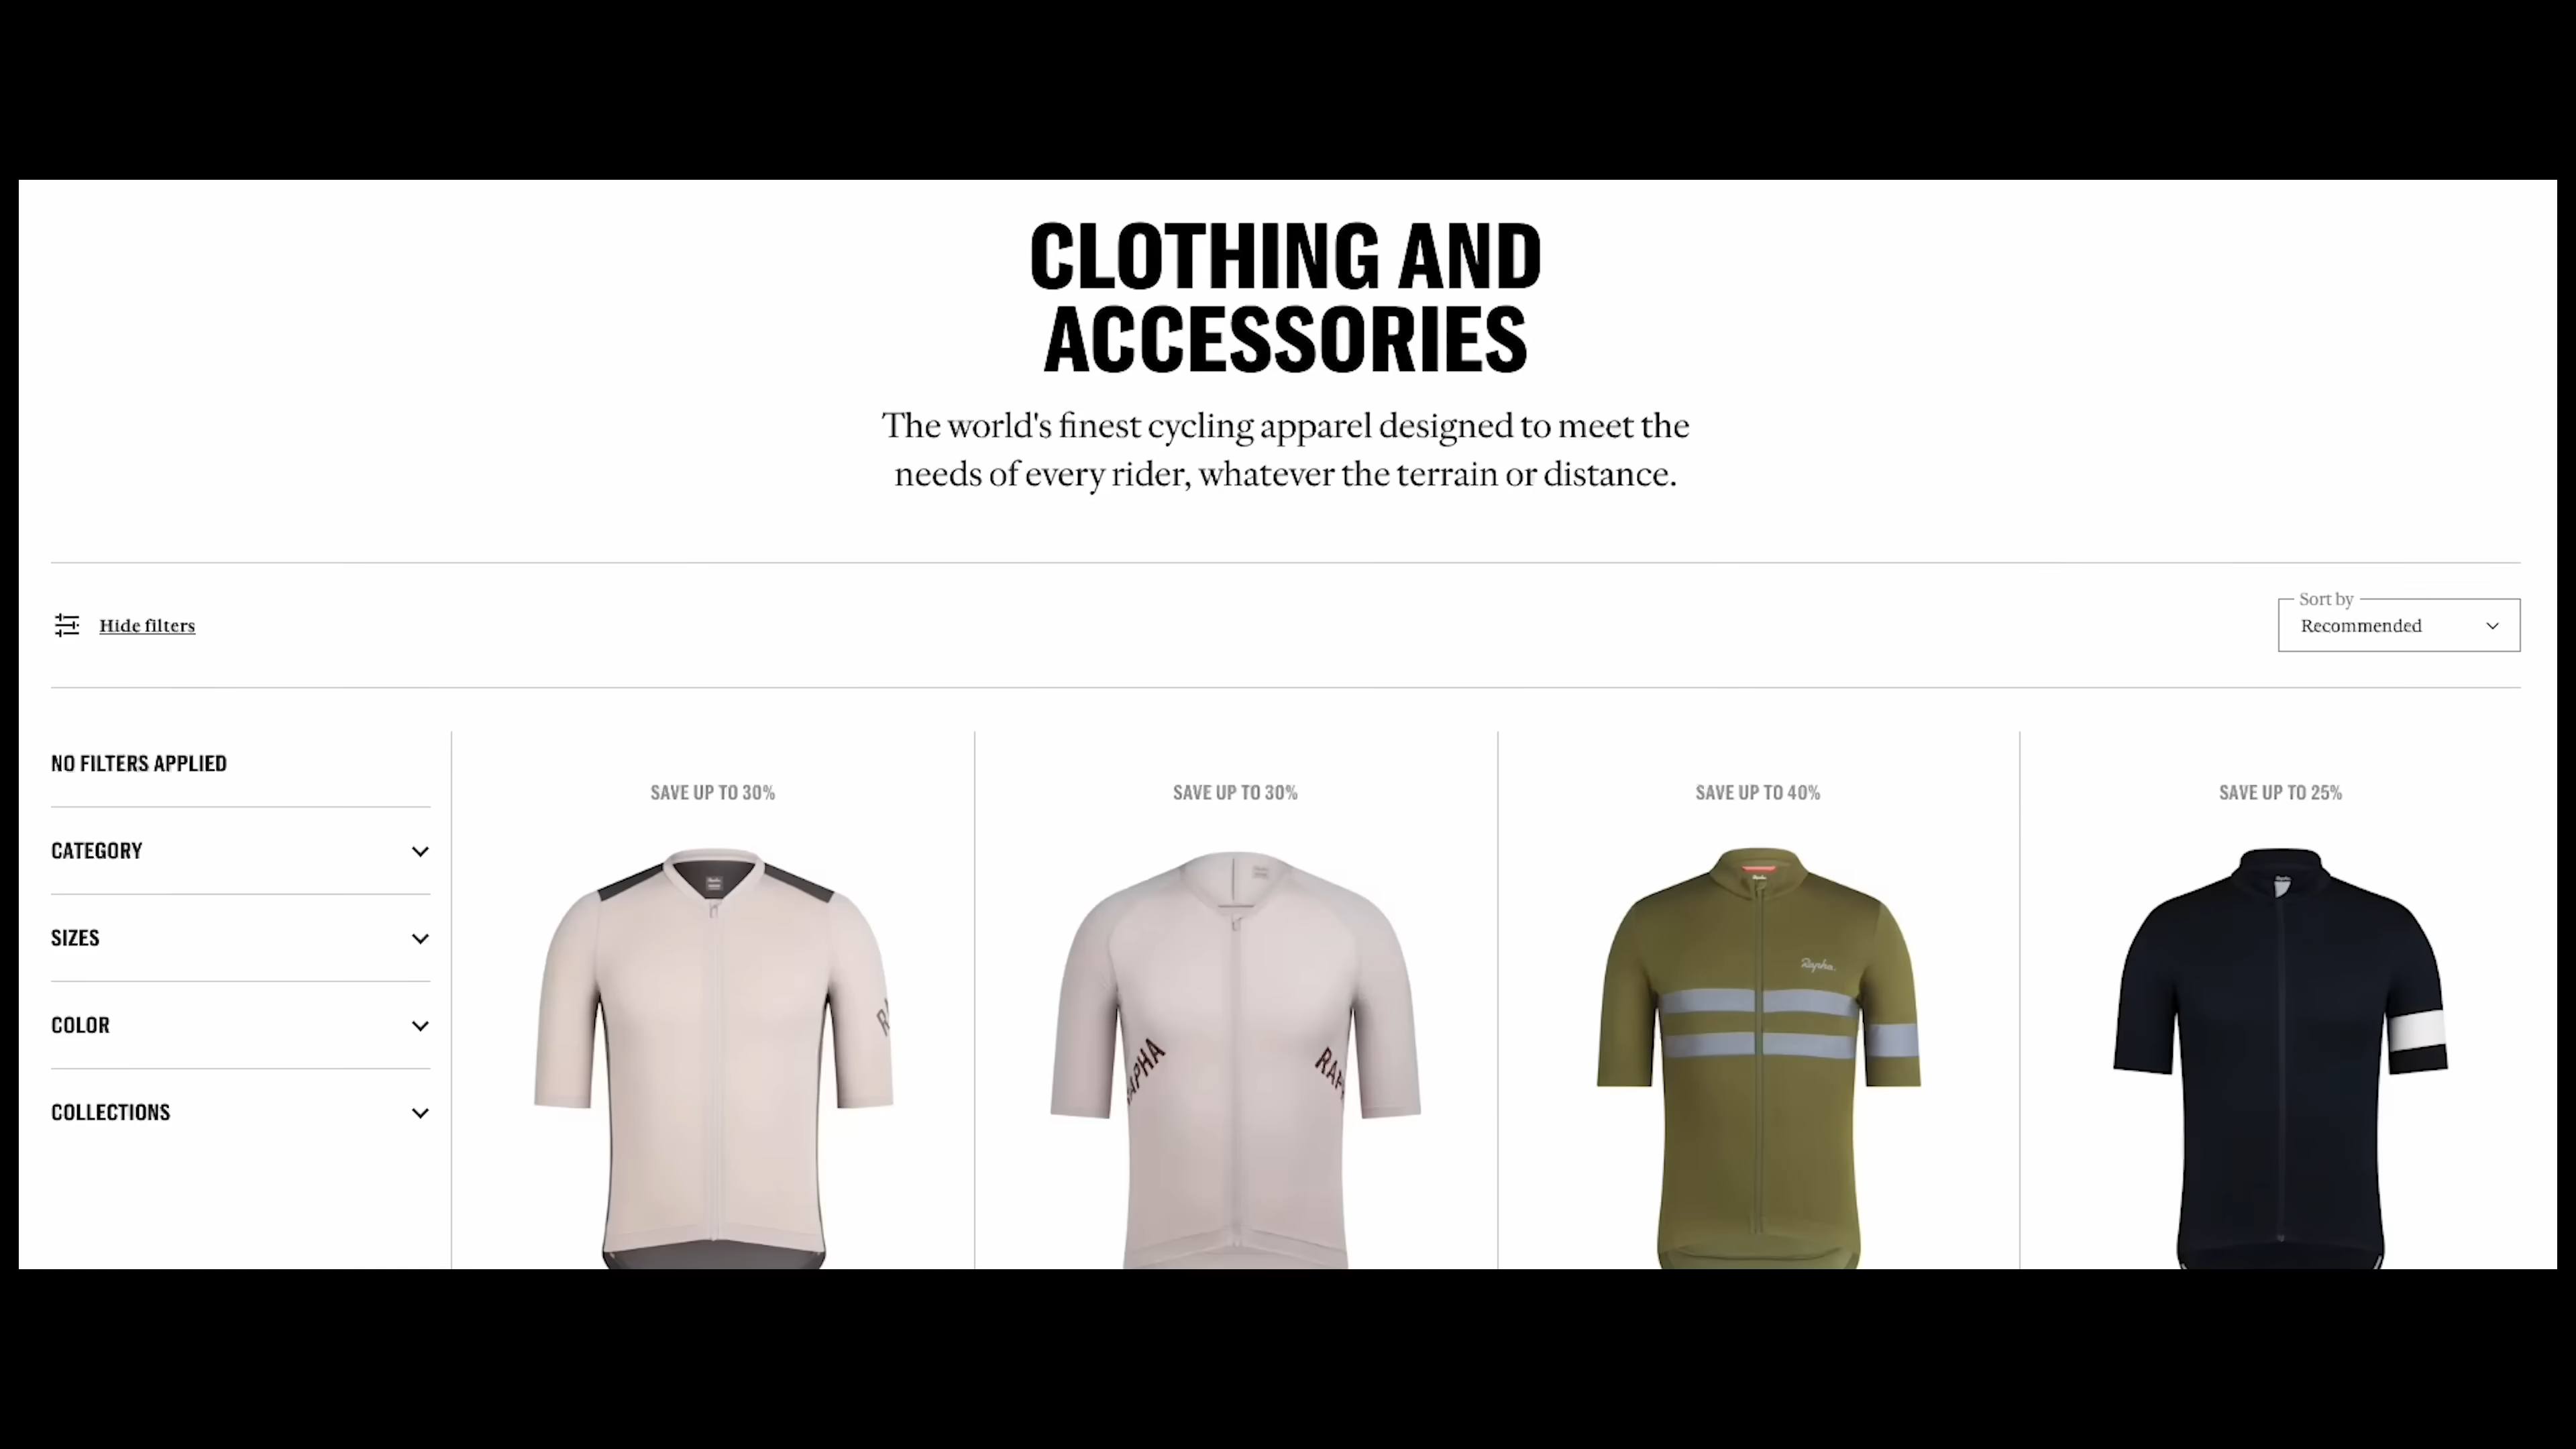 CLOTHING AND
ACCESSORIES
The world's finest cycling apparel designed to meet the
needs of every rider, whatever the terrain or distance.
Hide filters
Sort by
Recommended
NO FILTERS APPLIED
CATEGORY
SIZES
COLOR
COLLECTIONS
SAVE UP TO 30%
SAVE UP TO 30%
SAVE UP TO 40%
SAVE UP TO 25%
RAPHA
Rapha.